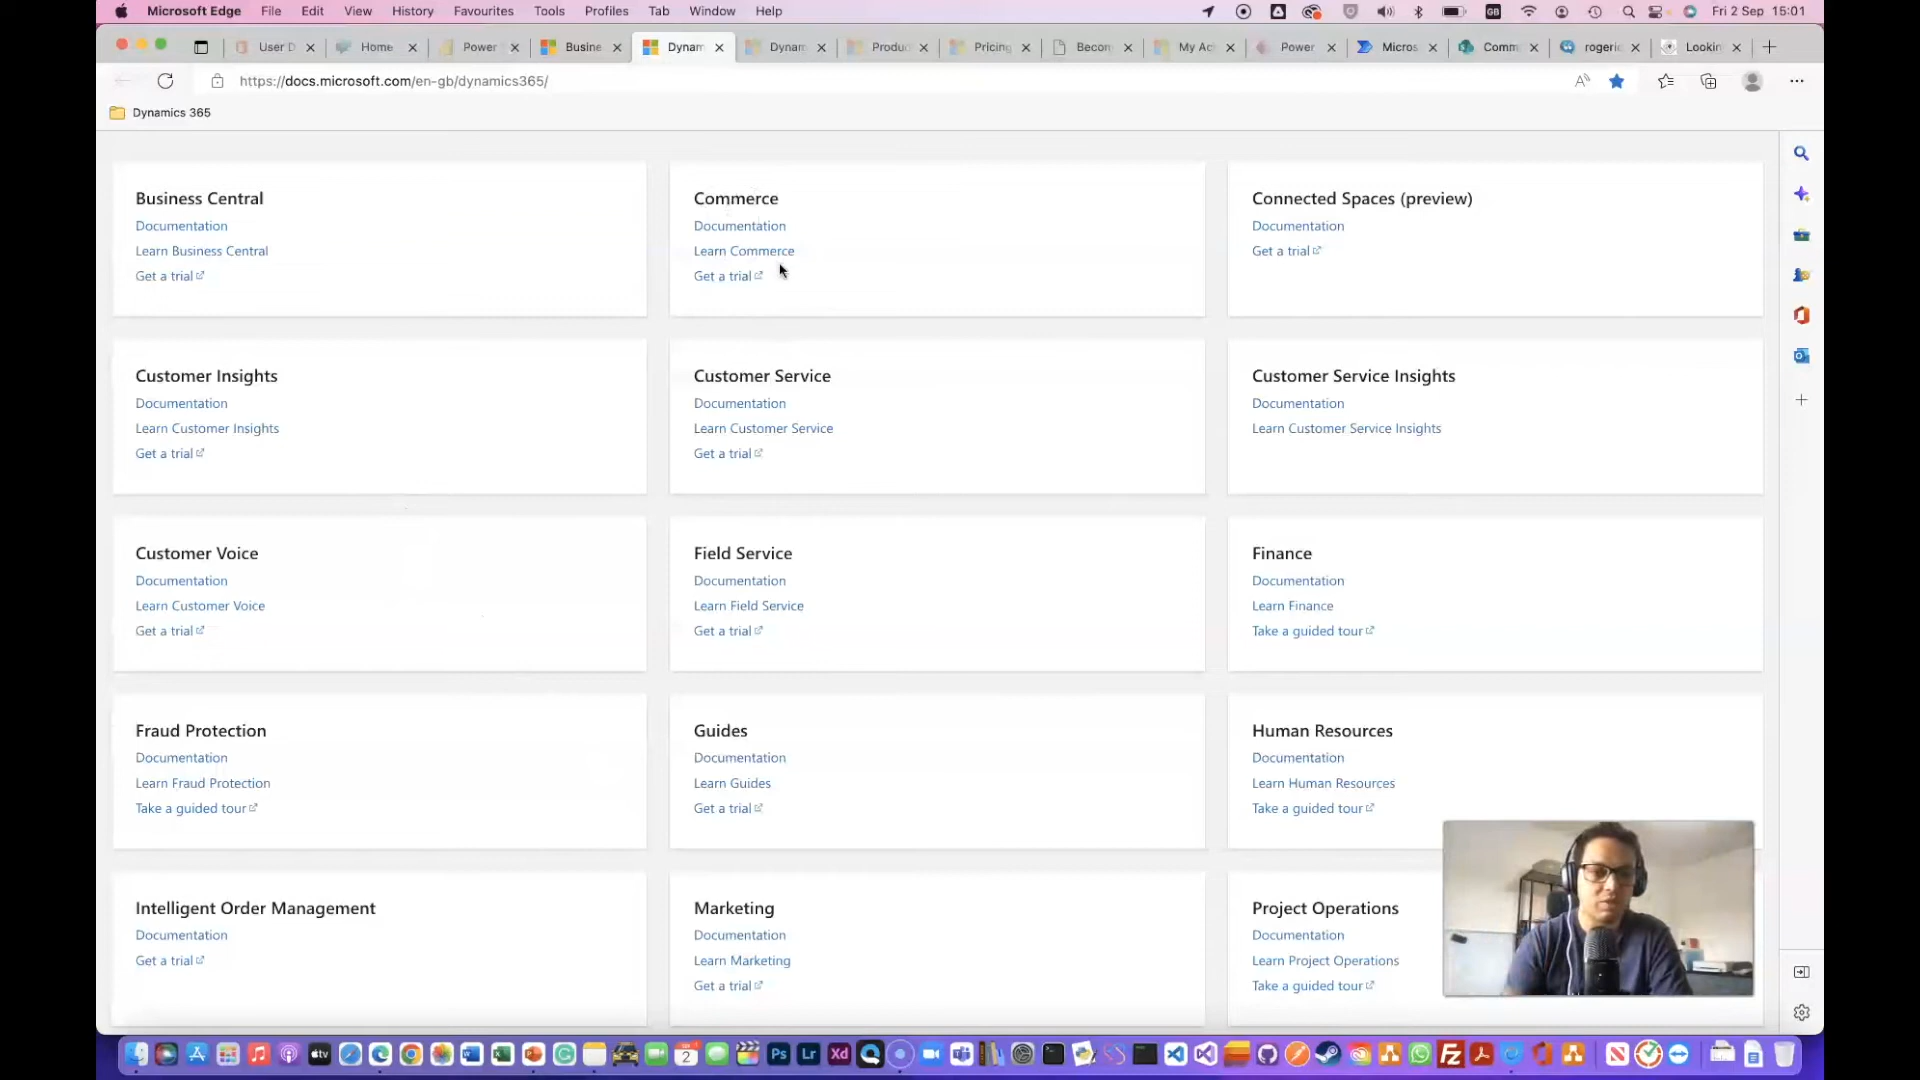 Microsoft Edge File Edit View History Favourites Tools Profiles Tab Window Help GB Fri 2 Sep 15:01
User D Home Power Busine Dynam Dynam Produc Pricing Becom My Ac Power Micros Comm rogeri Lookin
https://docs.microsoft.com/en-gb/dynamics365/
Dynamics 365
Business Central
Documentation
Learn Business Central
Get a trial
Commerce
Documentation
Learn Commerce
Get a trial
Connected Spaces (preview)
Documentation
Get a trial
Customer Insights
Documentation
Learn Customer Insights
Get a trial
Customer Service
Documentation
Learn Customer Service
Get a trial
Customer Service Insights
Documentation
Learn Customer Service Insights
Customer Voice
Documentation
Learn Customer Voice
Get a trial
Field Service
Documentation
Learn Field Service
Get a trial
Finance
Documentation
Learn Finance
Take a guided tour
Fraud Protection
Documentation
Learn Fraud Protection
Take a guided tour
Guides
Documentation
Learn Guides
Get a trial
Human Resources
Documentation
Learn Human Resources
Take a guided tour
Intelligent Order Management
Documentation
Get a trial
Marketing
Documentation
Learn Marketing
Get a trial
Project Operations
Documentation
Learn Project Operations
Take a guided tour
tv 2 Ps Lr Xd Fz